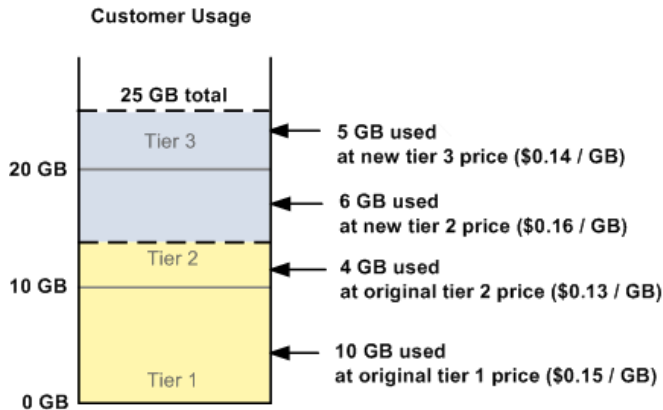 Customer Usage
25 GB total
Tier 3
5 GB used
at new tier 3 price ($0.14 / GB)
20 GB
6 GB used
at new tier 2 price ($0.16 / GB)
Tier 2
4 GB used
at original tier 2 price ($0.13 / GB)
10 GB
10 GB used
at original tier 1 price ($0.15 / GB)
Tier 1
0 GB